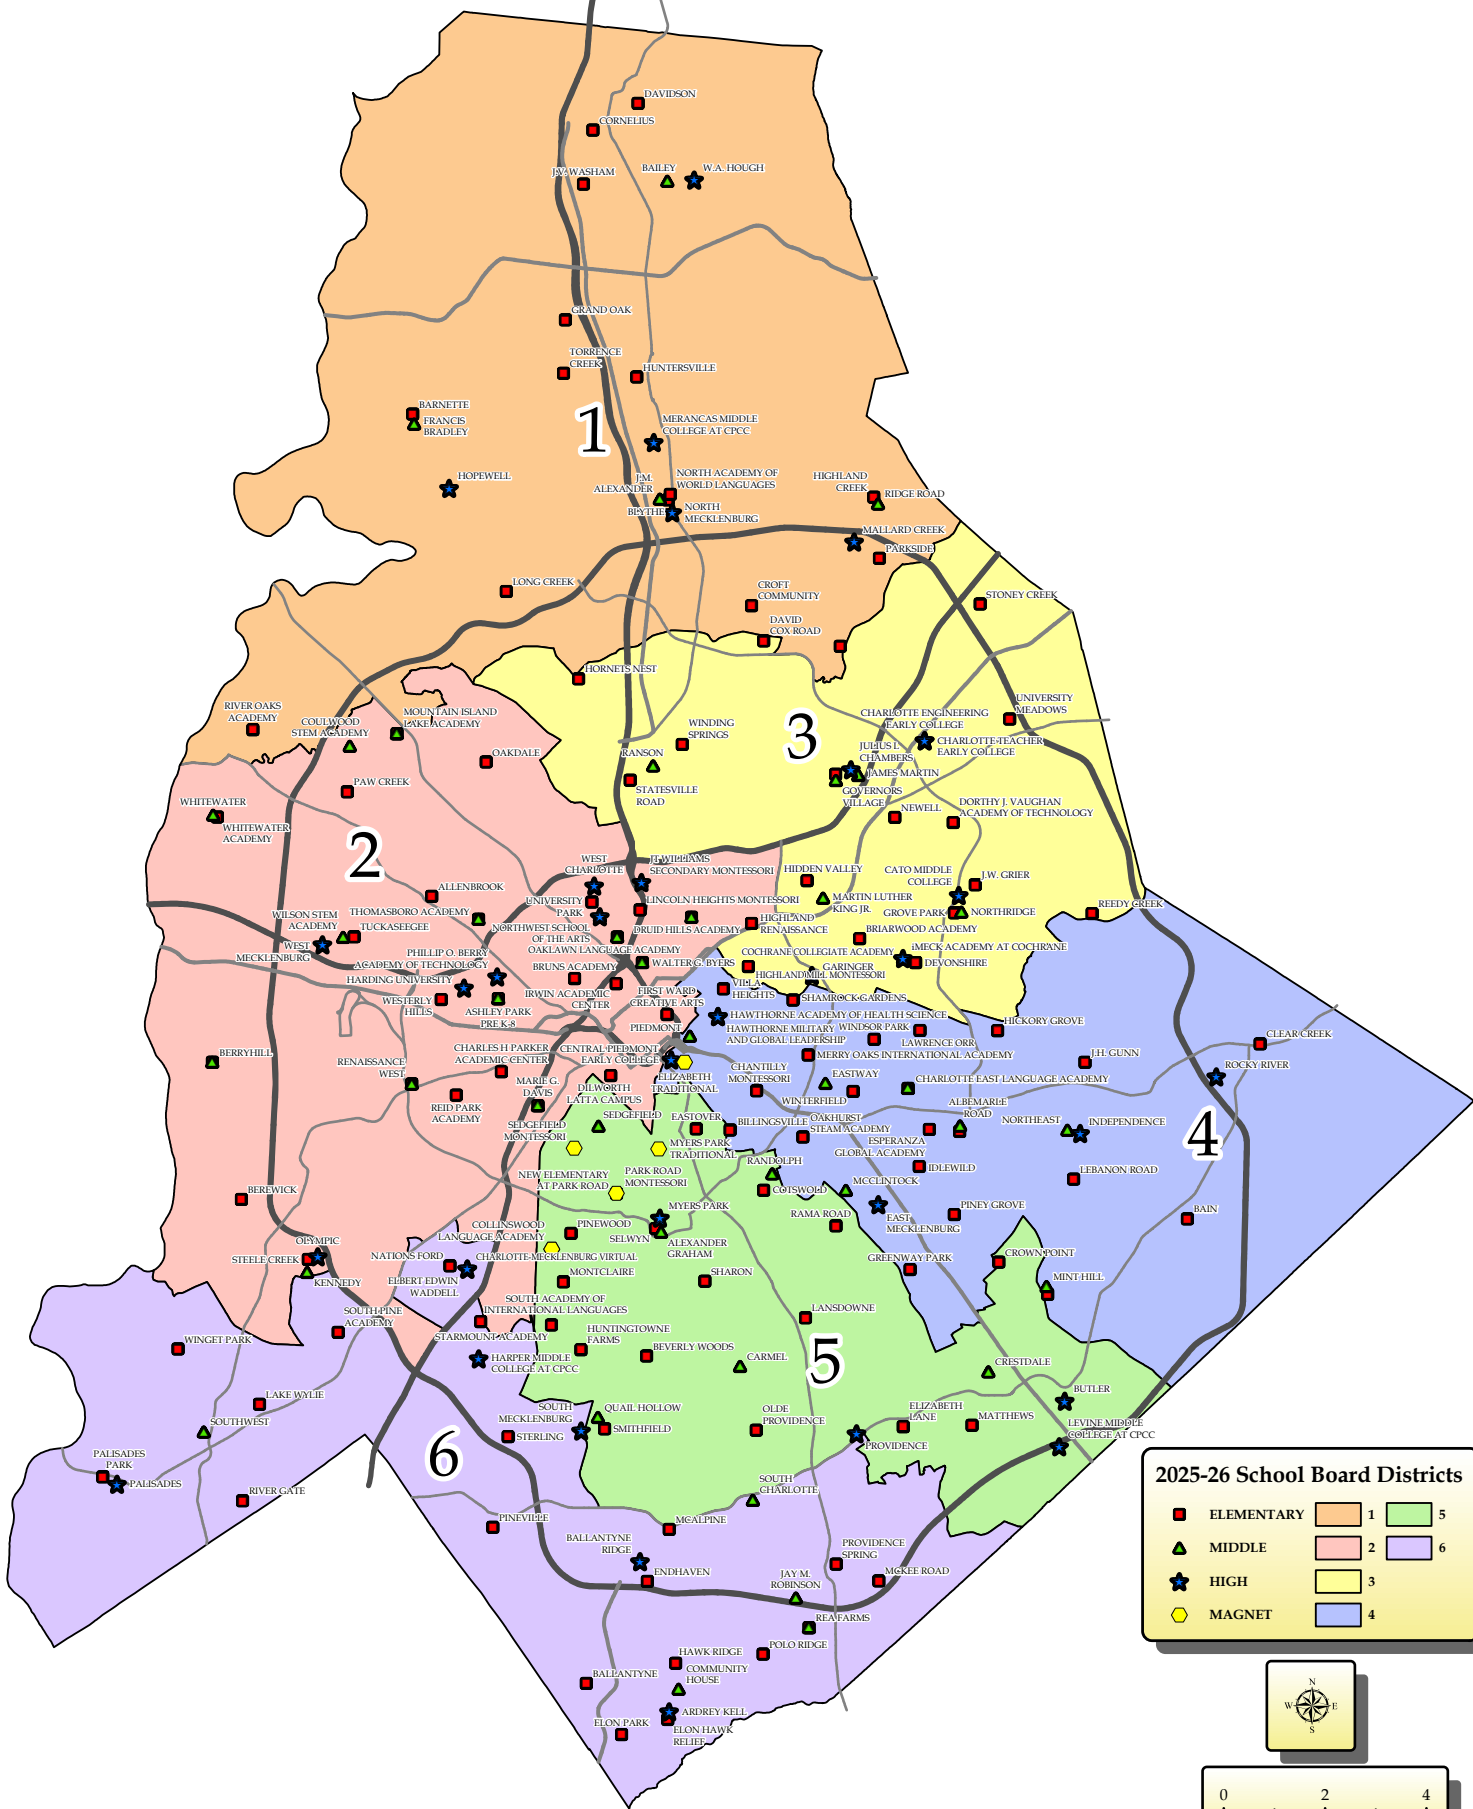 DAVIDSON
CORNELIUS
J.V. WASHAM
BAILEY
W.A. HOUGH
GRAND OAK
TORRENCE
CREEK
HUNTERSVILLE
BARNETTE
FRANCIS
BRADLEY
1
MERANCAS MIDDLE
COLLEGE AT CPCC
HOPEWELL
J.M.
ALEXANDER
NORTH ACADEMY OF
WORLD LANGUAGES
BLYTHE
NORTH
MECKLENBURG
HIGHLAND
CREEK
RIDGE ROAD
MALLARD CREEK
PARKSIDE
LONG CREEK
CROFT
COMMUNITY
DAVID
COX ROAD
STONEY CREEK
HORNETS NEST
RIVER OAKS
ACADEMY
COULWOOD
STEM ACADEMY
MOUNTAIN ISLAND
LAKE ACADEMY
OAKDALE
PAW CREEK
WHITEWATER
WHITEWATER
ACADEMY
2
WINDING
SPRINGS
RANSON
STATESVILLE
ROAD
3
CHARLOTTE ENGINEERING
EARLY COLLEGE
CHARLOTTE-TEACHER
EARLY COLLEGE
UNIVERSITY
MEADOWS
JULIUS L.
CHAMBERS
JAMES MARTIN
GOVERNORS
VILLAGE
NEWELL
DORTHY J. VAUGHAN
ACADEMY OF TECHNOLOGY
WEST
CHARLOTTE
JT WILLIAMS
SECONDARY MONTESSORI
HIDDEN VALLEY
CATO MIDDLE
COLLEGE
J.W. GRIER
ALLENBROOK
THOMASBORO ACADEMY
UNIVERSITY
PARK
LINCOLN HEIGHTS MONTESSORI
MARTIN LUTHER
KING JR.
GROVE PARK
NORTHRIDGE
REEDY CREEK
WILSON STEM
ACADEMY
TUCKASEEGEE
WEST
MECKLENBURG
NORTHWEST SCHOOL
OF THE ARTS
DRUID HILLS ACADEMY
HIGHLAND
RENAISSANCE
BRIARWOOD ACADEMY
OAKLAWN LANGUAGE ACADEMY
COCHRANE COLLEGIATE ACADEMY
iMECK ACADEMY AT COCHRANE
PHILLIP O. BERRY
ACADEMY OF TECHNOLOGY
HARDING UNIVERSITY
BRUNS ACADEMY
WALTER G. BYERS
GARINGER
DEVONSHIRE
HIGHLAND MILL MONTESSORI
WESTERLY
HILLS
ASHLEY PARK
PRE K-8
IRWIN ACADEMIC
CENTER
FIRST WARD
CREATIVE ARTS
VILLA
HEIGHTS
SHAMROCK GARDENS
HAWTHORNE ACADEMY OF HEALTH SCIENCE
HAWTHORNE MILITARY
AND GLOBAL LEADERSHIP
WINDSOR PARK
LAWRENCE ORR
HICKORY GROVE
CLEAR CREEK
PIEDMONT
BERRYHILL
RENAISSANCE
WEST
CHARLES H PARKER
ACADEMIC CENTER
CENTRAL PIEDMONT
EARLY COLLEGE
MERRY OAKS INTERNATIONAL ACADEMY
J.H. GUNN
ROCKY RIVER
REID PARK
ACADEMY
MARIE G.
DAVIS
DILWORTH
LATTA CAMPUS
ELIZABETH
TRADITIONAL
CHANTILLY
MONTESSORI
EASTWAY
WINTERFIELD
CHARLOTTE EAST LANGUAGE ACADEMY
SEDGEFIELD
MONTESSORI
SEDGEFIELD
EASTOVER
BILLINGSVILLE
OAKHURST
STEAM ACADEMY
ALBEMARLE
ROAD
NORTHEAST
INDEPENDENCE
4
MYERS PARK
TRADITIONAL
ESPERANZA
GLOBAL ACADEMY
IDLEWILD
LEBANON ROAD
RANDOLPH
NEW ELEMENTARY
AT PARK ROAD
PARK ROAD
MONTESSORI
COTSWOLD
MCCLINTOCK
BEREWICK
MYERS PARK
RAMA ROAD
EAST
MECKLENBURG
PINEY GROVE
BAIN
COLLINSWOOD
LANGUAGE ACADEMY
PINEWOOD
SELWYN
ALEXANDER
GRAHAM
OLYMPIC
STEELE CREEK
KENNEDY
NATIONS FORD
CHARLOTTE-MECKLENBURG VIRTUAL
GREENWAY PARK
CROWN POINT
ELBERT EDWIN
WADDELL
MONTCLAIRE
SHARON
MINT HILL
SOUTH PINE
ACADEMY
SOUTH ACADEMY OF
INTERNATIONAL LANGUAGES
LANSDOWNE
STARMOUNT ACADEMY
HUNTINGTOWNE
FARMS
BEVERLY WOODS
CARMEL
5
WINGET PARK
HARPER MIDDLE
COLLEGE AT CPCC
CRESTDALE
LAKE WYLIE
SOUTHWEST
SOUTH
MECKLENBURG
QUAIL HOLLOW
SMITHFIELD
STERLING
OLDE
PROVIDENCE
ELIZABETH
LANE
MATTHEWS
BUTLER
LEVINE MIDDLE
COLLEGE AT CPCC
PROVIDENCE
6
PALISADES
PARK
PALISADES
RIVER GATE
SOUTH
CHARLOTTE
PINEVILLE
MCALPINE
BALLANTYNE
RIDGE
ENDHAVEN
PROVIDENCE
SPRING
MCKEE ROAD
JAY M.
ROBINSON
REA FARMS
POLO RIDGE
HAWK RIDGE
COMMUNITY
HOUSE
BALLANTYNE
ARDREY KELL
ELON PARK
ELON HAWK
RELIEF
2025-26 School Board Districts
ELEMENTARY 1 5
MIDDLE 2 6
HIGH 3
MAGNET 4
N
W E
S
0 2 4